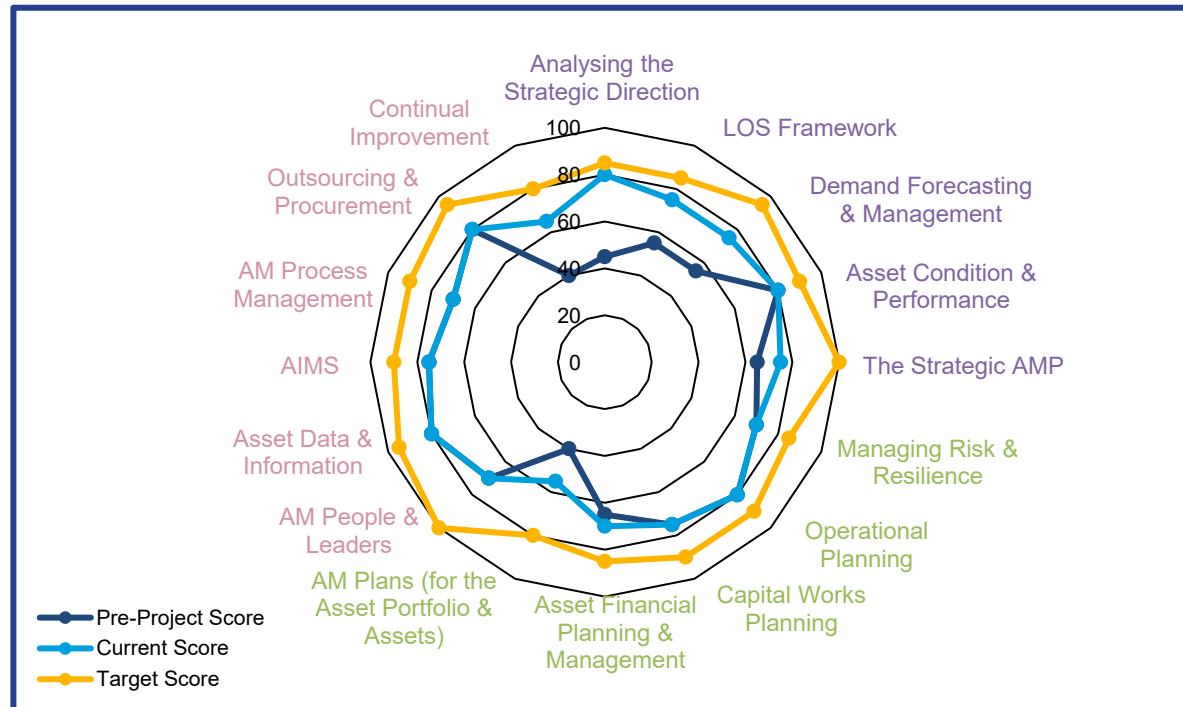 Analysing the
Strategic Direction
LOS Framework
Demand Forecasting
& Management
Asset Condition &
Performance
The Strategic AMP
Managing Risk &
Resilience
Operational
Planning
Capital Works
Planning
Asset Financial
Planning &
Management
AM Plans (for the
Asset Portfolio &
Assets)
AM People &
Leaders
Asset Data &
Information
AIMS
AM Process
Management
Outsourcing &
Procurement
Continual
Improvement
100
80
60
40
20
0
Pre-Project Score
Current Score
Target Score